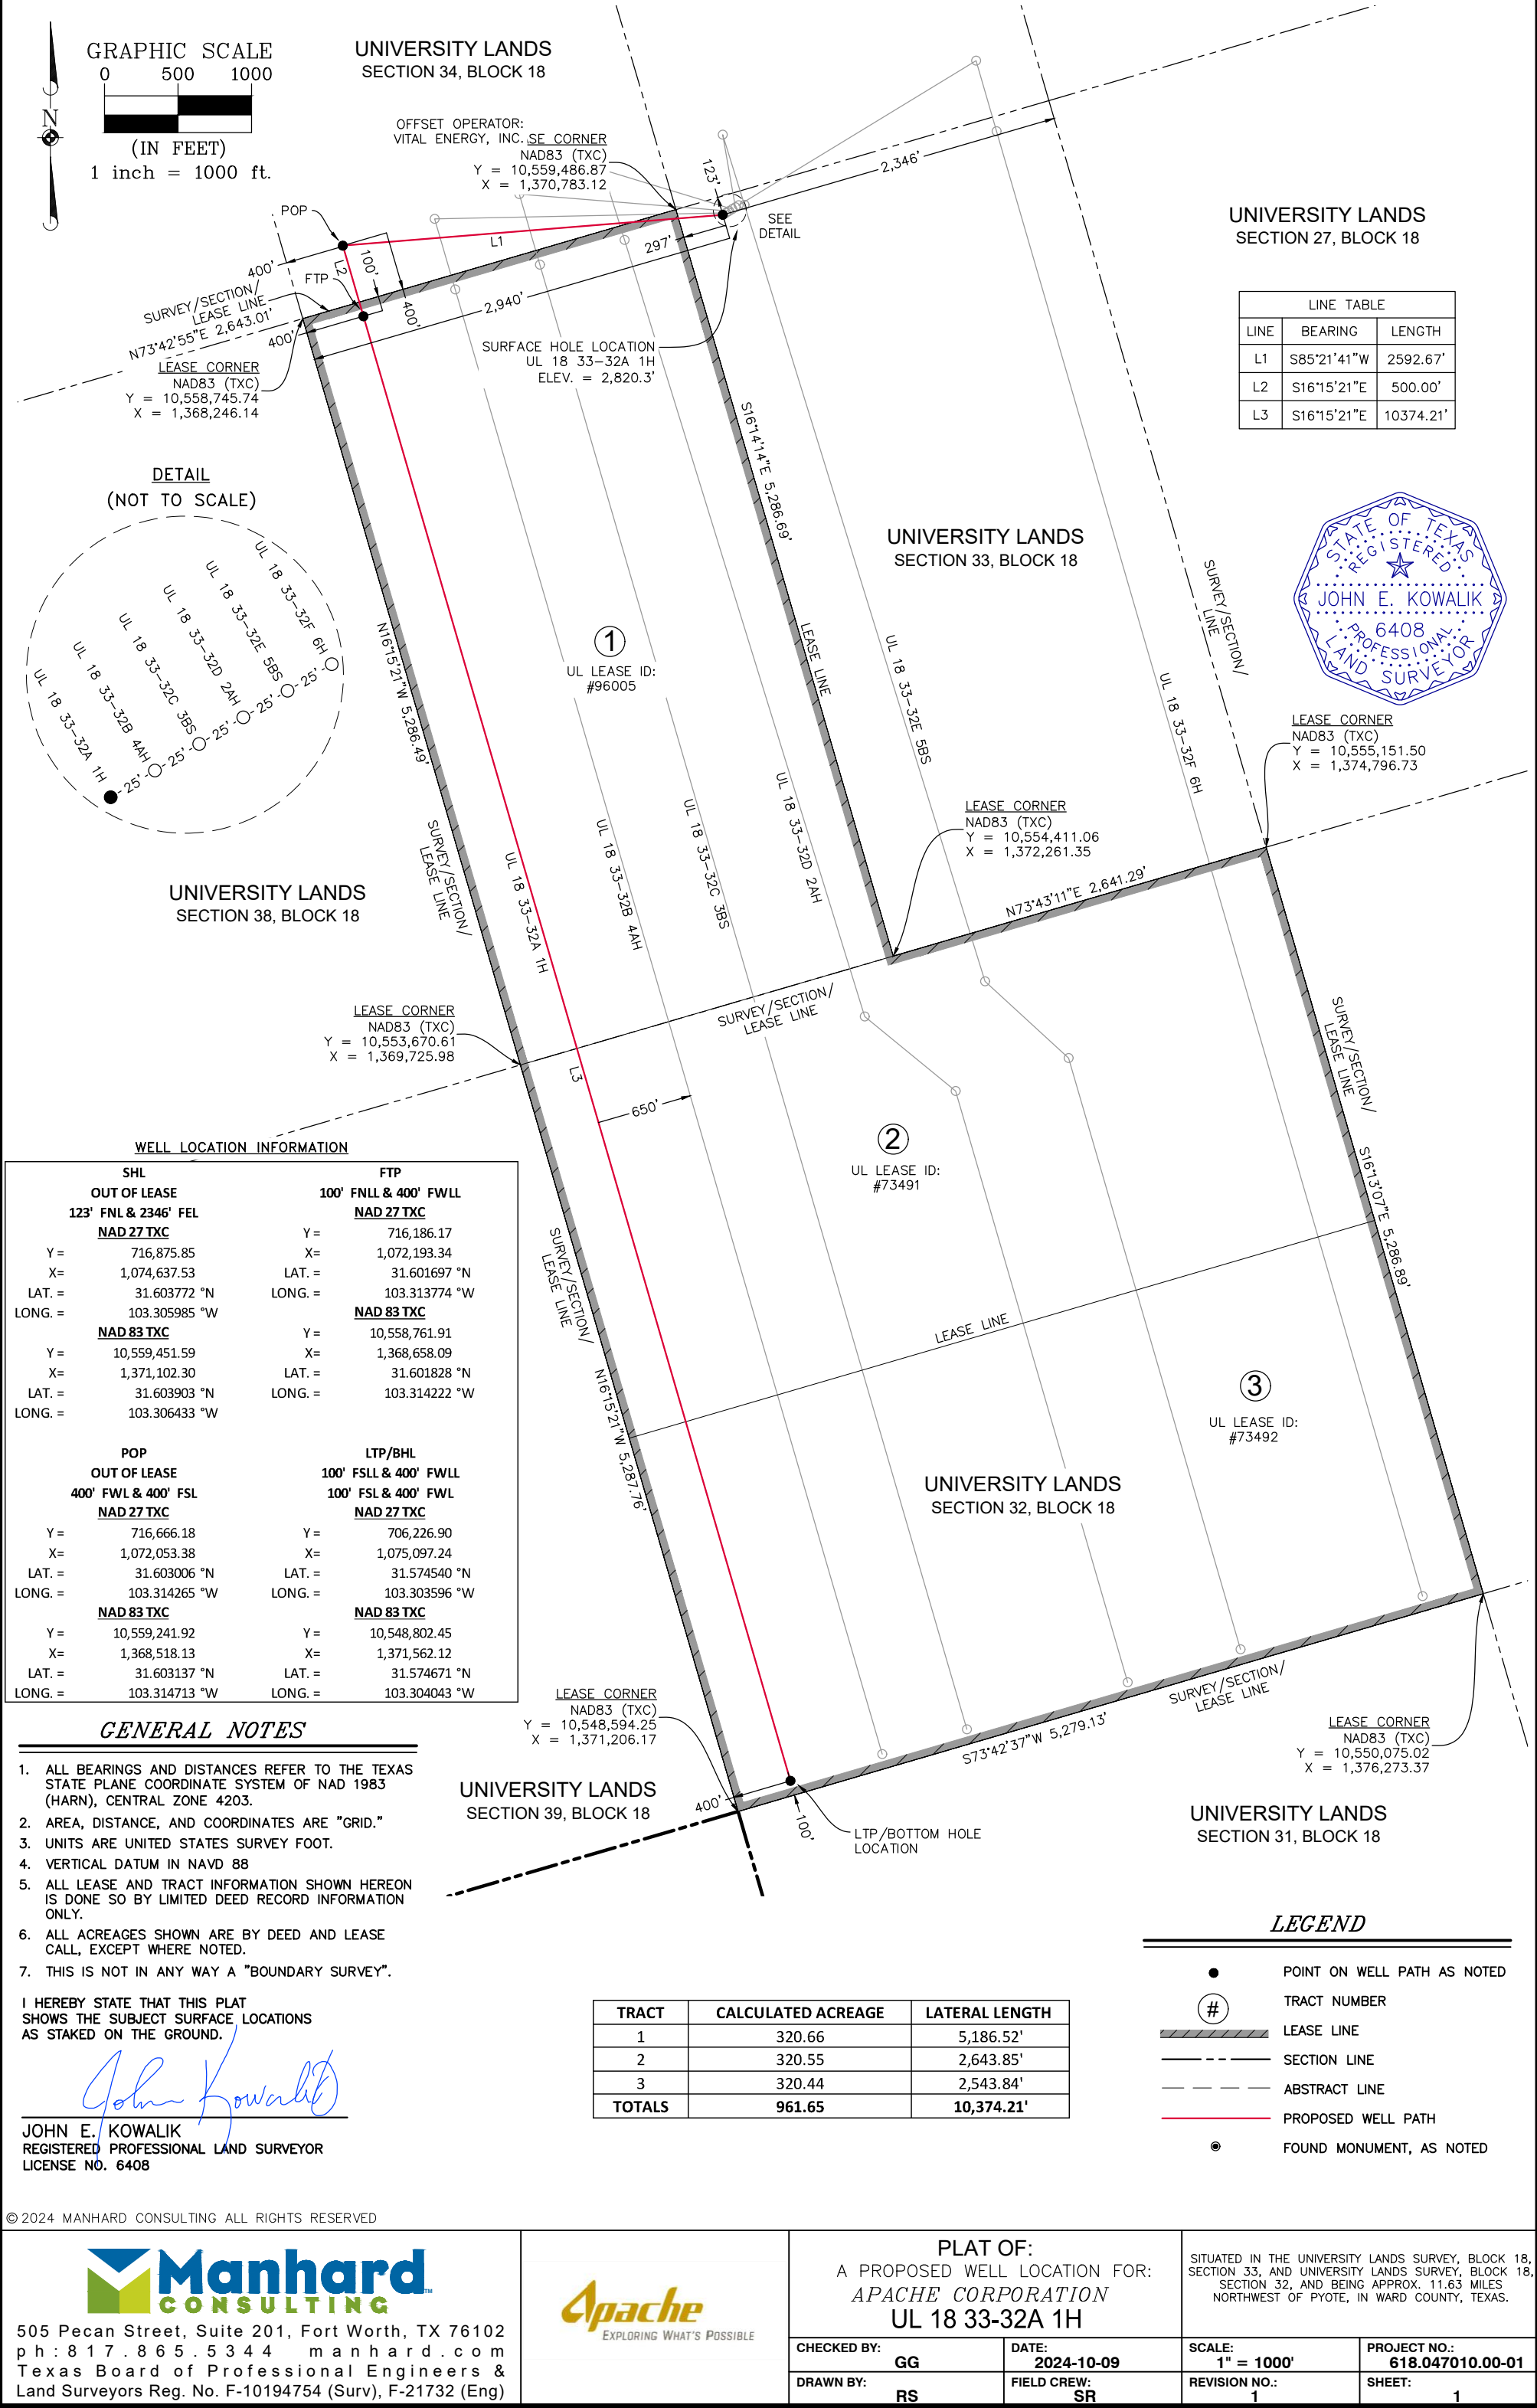 GRAPHIC SCALE
0 500 1000
(IN FEET)
1 inch = 1000 ft.
N
UNIVERSITY LANDS
SECTION 34, BLOCK 18
OFFSET OPERATOR:
VITAL ENERGY, INC.
SE CORNER
NAD83 (TXC)
Y = 10,559,486.87
X = 1,370,783.12
123'
2,346'
SEE
DETAIL
297'
UNIVERSITY LANDS
SECTION 27, BLOCK 18
POP
L1
400'
L2
100'
FTP
400'
2,940'
400'
SURVEY/SECTION/
LEASE LINE
N73°42'55"E 2,643.01'
LEASE CORNER
NAD83 (TXC)
Y = 10,558,745.74
X = 1,368,246.14
SURFACE HOLE LOCATION
UL 18 33-32A 1H
ELEV. = 2,820.3'
LINE TABLE
LINE BEARING LENGTH
L1 S85°21'41"W 2592.67'
L2 S16°15'21"E 500.00'
L3 S16°15'21"E 10374.21'
DETAIL
(NOT TO SCALE)
UL 18 33-32A 1H
UL 18 33-32B 4AH
UL 18 33-32C 3BS
UL 18 33-32D 2AH
UL 18 33-32E 5BS
UL 18 33-32F 6H
25'
25'
25'
25'
25'
S16°14'14"E 5,286.69'
LEASE LINE
UNIVERSITY LANDS
SECTION 33, BLOCK 18
SURVEY/SECTION/
LINE
STATE OF TEXAS
REGISTERED
JOHN E. KOWALIK
6408
PROFESSIONAL
LAND SURVEYOR
1
UL LEASE ID:
#96005
N16°15'21"W 5,286.49'
SURVEY/SECTION/
LEASE LINE
UL 18 33-32A 1H
UL 18 33-32B 4AH
UL 18 33-32C 3BS
UL 18 33-32D 2AH
UL 18 33-32E 5BS
UL 18 33-32F 6H
LEASE CORNER
NAD83 (TXC)
Y = 10,555,151.50
X = 1,374,796.73
LEASE CORNER
NAD83 (TXC)
Y = 10,554,411.06
X = 1,372,261.35
N73°43'11"E 2,641.29'
UNIVERSITY LANDS
SECTION 38, BLOCK 18
LEASE CORNER
NAD83 (TXC)
Y = 10,553,670.61
X = 1,369,725.98
SURVEY/SECTION/
LEASE LINE
L3
650'
SURVEY/SECTION/
LEASE LINE
S16°13'07"E 5,286.89'
2
UL LEASE ID:
#73491
LEASE LINE
3
UL LEASE ID:
#73492
SURVEY/SECTION/
LEASE LINE
N16°15'21"W 5,287.76'
UNIVERSITY LANDS
SECTION 32, BLOCK 18
WELL LOCATION INFORMATION
SHL
OUT OF LEASE
123' FNL & 2346' FEL
NAD 27 TXC
Y = 716,875.85
X= 1,074,637.53
LAT. = 31.603772 °N
LONG. = 103.305985 °W
NAD 83 TXC
Y = 10,559,451.59
X= 1,371,102.30
LAT. = 31.603903 °N
LONG. = 103.306433 °W
FTP
100' FNLL & 400' FWLL
NAD 27 TXC
Y = 716,186.17
X= 1,072,193.34
LAT. = 31.601697 °N
LONG. = 103.313774 °W
NAD 83 TXC
Y = 10,558,761.91
X= 1,368,658.09
LAT. = 31.601828 °N
LONG. = 103.314222 °W
POP
OUT OF LEASE
400' FWL & 400' FSL
NAD 27 TXC
Y = 716,666.18
X= 1,072,053.38
LAT. = 31.603006 °N
LONG. = 103.314265 °W
NAD 83 TXC
Y = 10,559,241.92
X= 1,368,518.13
LAT. = 31.603137 °N
LONG. = 103.314713 °W
LTP/BHL
100' FSLL & 400' FWLL
100' FSL & 400' FWL
NAD 27 TXC
Y = 706,226.90
X= 1,075,097.24
LAT. = 31.574540 °N
LONG. = 103.303596 °W
NAD 83 TXC
Y = 10,548,802.45
X= 1,371,562.12
LAT. = 31.574671 °N
LONG. = 103.304043 °W
LEASE CORNER
NAD83 (TXC)
Y = 10,548,594.25
X = 1,371,206.17
S73°42'37"W 5,279.13'
SURVEY/SECTION/
LEASE LINE
LEASE CORNER
NAD83 (TXC)
Y = 10,550,075.02
X = 1,376,273.37
UNIVERSITY LANDS
SECTION 39, BLOCK 18
400'
100'
LTP/BOTTOM HOLE
LOCATION
UNIVERSITY LANDS
SECTION 31, BLOCK 18
GENERAL NOTES
1. ALL BEARINGS AND DISTANCES REFER TO THE TEXAS
STATE PLANE COORDINATE SYSTEM OF NAD 1983
(HARN), CENTRAL ZONE 4203.
2. AREA, DISTANCE, AND COORDINATES ARE "GRID."
3. UNITS ARE UNITED STATES SURVEY FOOT.
4. VERTICAL DATUM IN NAVD 88
5. ALL LEASE AND TRACT INFORMATION SHOWN HEREON
IS DONE SO BY LIMITED DEED RECORD INFORMATION
ONLY.
6. ALL ACREAGES SHOWN ARE BY DEED AND LEASE
CALL, EXCEPT WHERE NOTED.
7. THIS IS NOT IN ANY WAY A "BOUNDARY SURVEY".
I HEREBY STATE THAT THIS PLAT
SHOWS THE SUBJECT SURFACE LOCATIONS
AS STAKED ON THE GROUND.
John Kowalik
JOHN E. KOWALIK
REGISTERED PROFESSIONAL LAND SURVEYOR
LICENSE NO. 6408
TRACT CALCULATED ACREAGE LATERAL LENGTH
1 320.66 5,186.52'
2 320.55 2,643.85'
3 320.44 2,543.84'
TOTALS 961.65 10,374.21'
LEGEND
POINT ON WELL PATH AS NOTED
# TRACT NUMBER
LEASE LINE
SECTION LINE
ABSTRACT LINE
PROPOSED WELL PATH
FOUND MONUMENT, AS NOTED
© 2024 MANHARD CONSULTING ALL RIGHTS RESERVED
Manhard
CONSULTING
TM
505 Pecan Street, Suite 201, Fort Worth, TX 76102
ph:817.865.5344 manhard.com
Texas Board of Professional Engineers &
Land Surveyors Reg. No. F-10194754 (Surv), F-21732 (Eng)
Apache
EXPLORING WHAT'S POSSIBLE
PLAT OF:
A PROPOSED WELL LOCATION FOR:
APACHE CORPORATION
UL 18 33-32A 1H
SITUATED IN THE UNIVERSITY LANDS SURVEY, BLOCK 18,
SECTION 33, AND UNIVERSITY LANDS SURVEY, BLOCK 18,
SECTION 32, AND BEING APPROX. 11.63 MILES
NORTHWEST OF PYOTE, IN WARD COUNTY, TEXAS.
CHECKED BY: GG
DATE: 2024-10-09
SCALE: 1" = 1000'
PROJECT NO.: 618.047010.00-01
DRAWN BY: RS
FIELD CREW: SR
REVISION NO.: 1
SHEET: 1